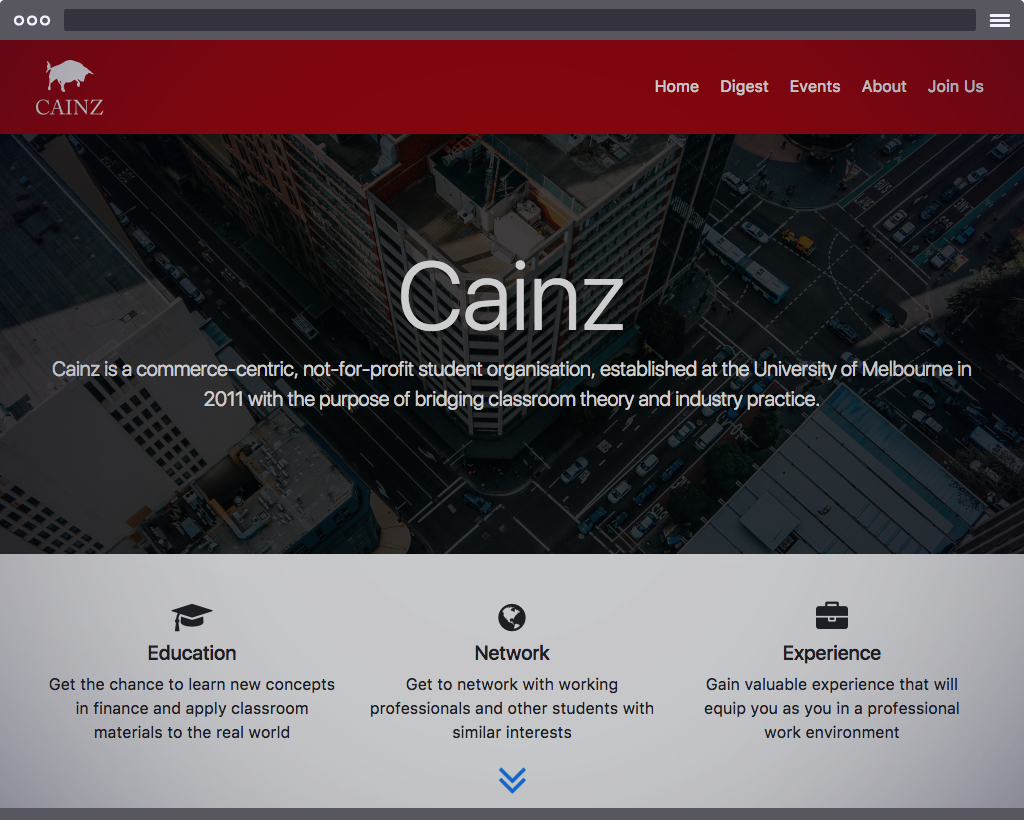 CAINZ
Home Digest Events About Join Us
Cainz
Cainz is a commerce-centric, not-for-profit student organisation, established at the University of Melbourne in
2011 with the purpose of bridging classroom theory and industry practice.
Education
Get the chance to learn new concepts
in finance and apply classroom
materials to the real world
Network
Get to network with working
professionals and other students with
similar interests
Experience
Gain valuable experience that will
equip you as you in a professional
work environment